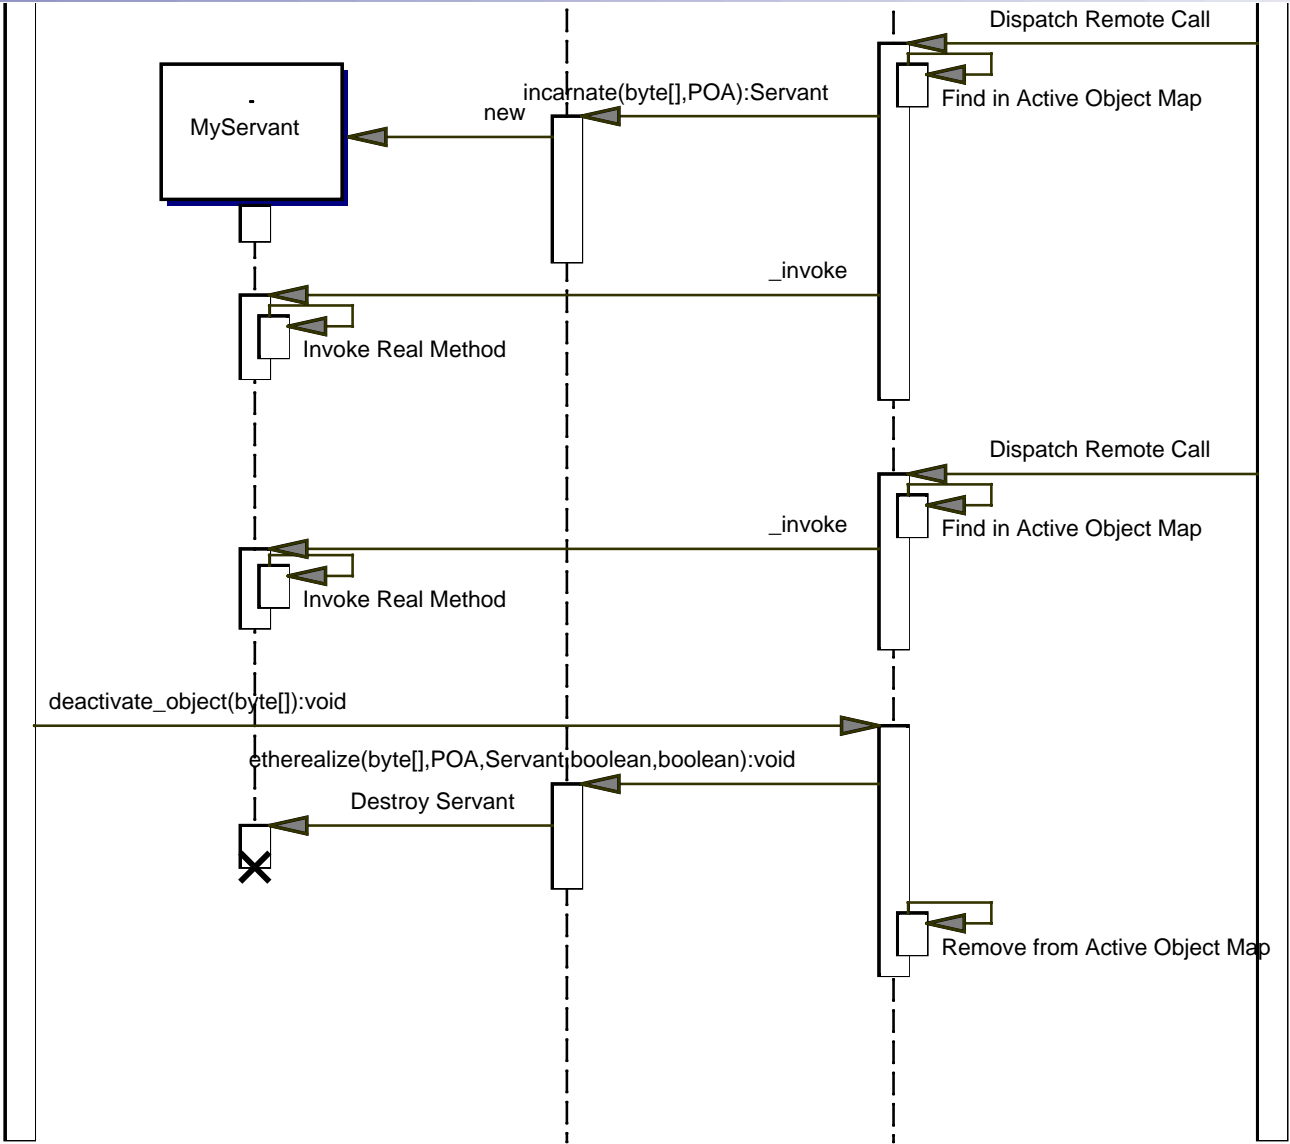 Dispatch Remote Call
incarnate(byte[],POA):Servant
Find in Active Object Map
new
-
MyServant
_invoke
Invoke Real Method
Dispatch Remote Call
_invoke
Find in Active Object Map
Invoke Real Method
deactivate_object(byte[]):void
etherealize(byte[],POA,Servant,boolean,boolean):void
Destroy Servant
Remove from Active Object Map